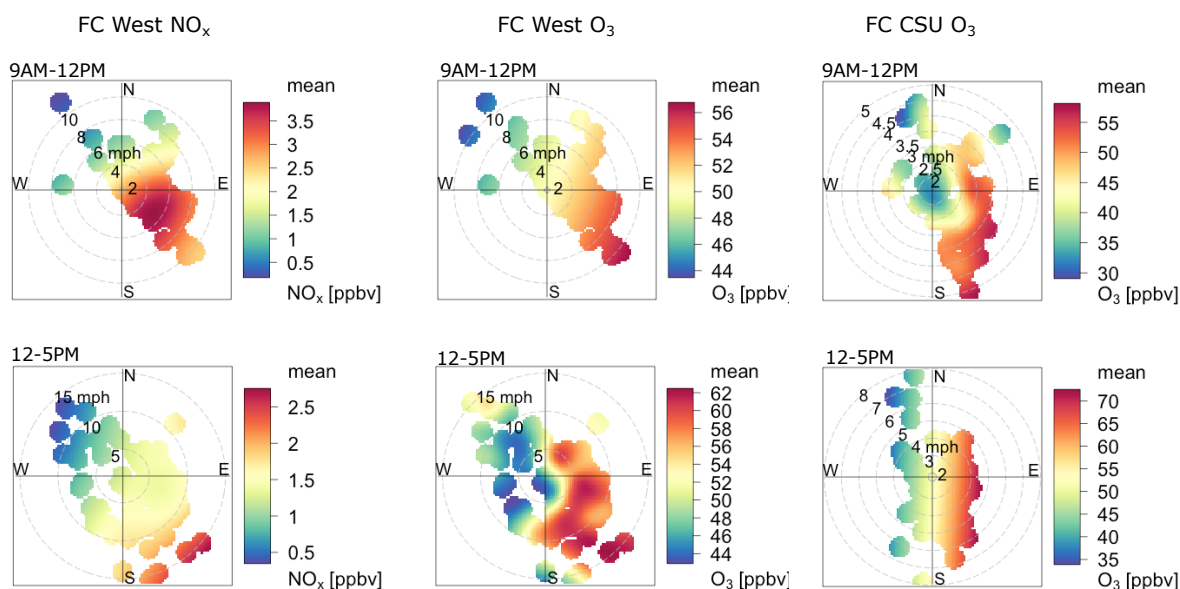 FC West NOx
FC West O3
FC CSU O3
9AM-12PM
mean
N
10
8
6 mph
4
2
W
E
S
3.5
3
2.5
2
1.5
1
0.5
NOx [ppbv]
9AM-12PM
mean
N
10
8
6 mph
4
2
W
E
S
56
54
52
50
48
46
44
O3 [ppbv]
9AM-12PM
mean
N
5
4.5
4
3.5
3 mph
2.5
2
W
E
S
55
50
45
40
35
30
O3 [ppbv]
12-5PM
mean
N
15 mph
10
5
W
E
S
2.5
2
1.5
1
0.5
NOx [ppbv]
12-5PM
mean
N
15 mph
10
5
W
E
S
62
60
58
56
54
52
50
48
46
44
O3 [ppbv]
12-5PM
mean
N
8
7
6
5
4 mph
3
2
W
E
S
70
65
60
55
50
45
40
35
O3 [ppbv]